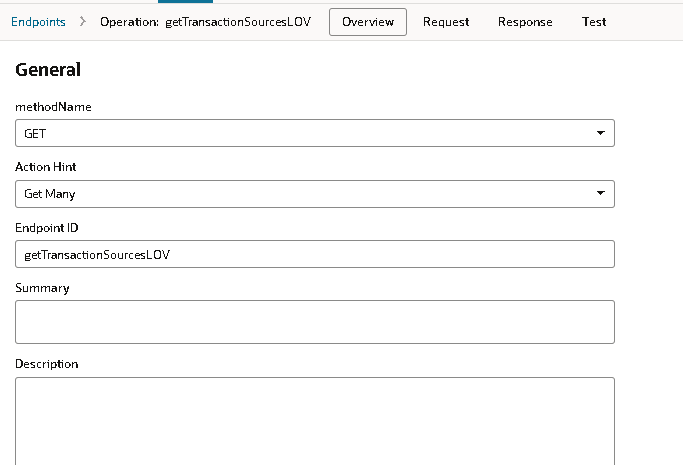 Endpoints > Operation: getTransactionSourcesLOV Overview Request Response Test
General
methodName
GET
Action Hint
Get Many
Endpoint ID
getTransactionSourcesLOV
Summary
Description